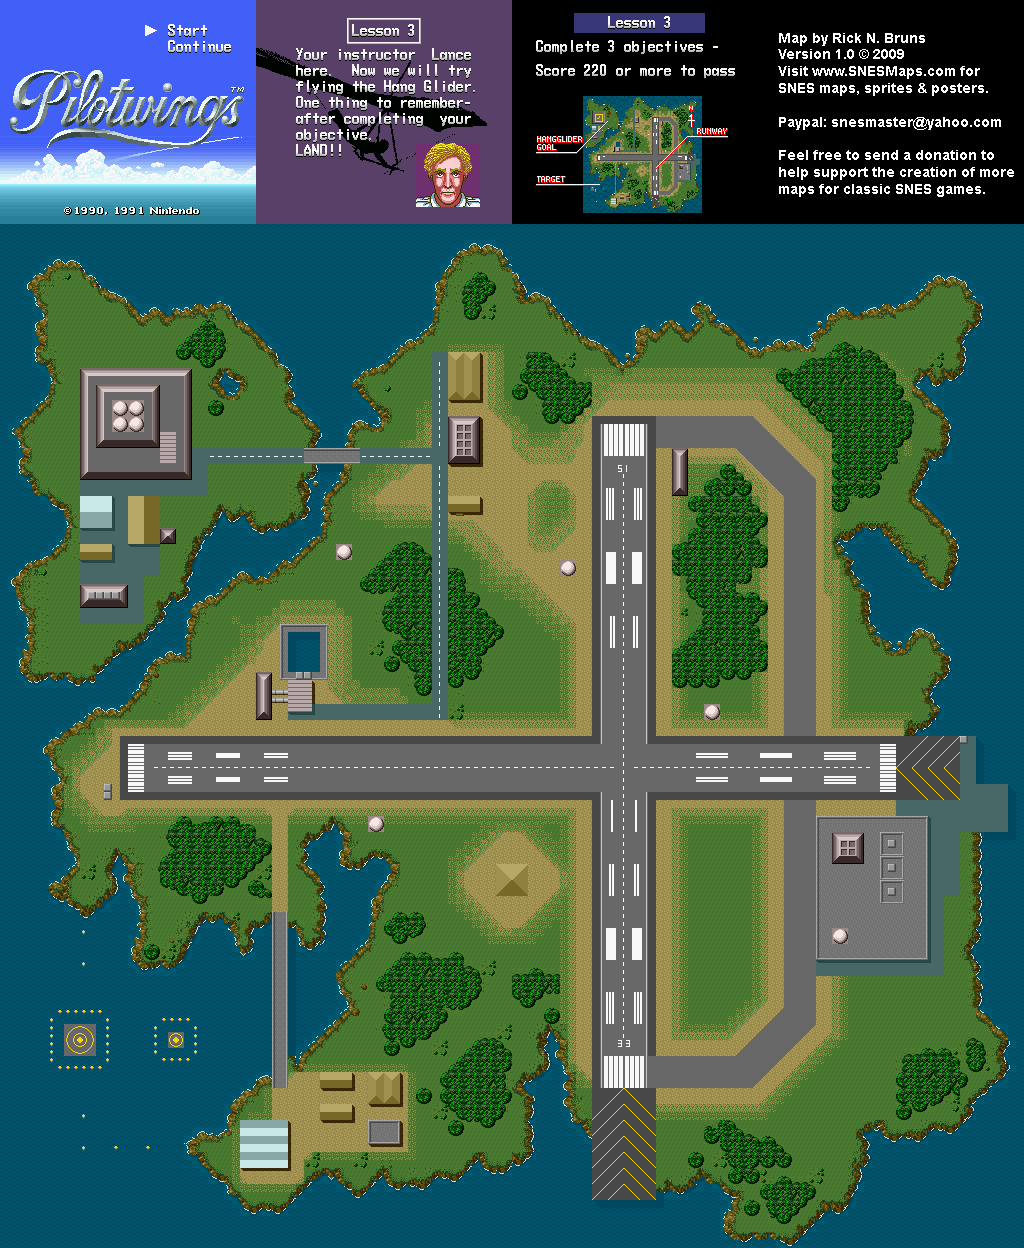 ▶ Start
Continue
Pilotwings™
©1990, 1991 Nintendo
Lesson 3
Your instructor Lance
here. Now we will try
flying the Hang Glider.
One thing to remember-
after completing your
objective.
LAND!!
Lesson 3
Complete 3 objectives -
Score 220 or more to pass
N
RUNWAY
HANGGLIDER
GOAL
TARGET
Map by Rick N. Bruns
Version 1.0 © 2009
Visit www.SNESMaps.com for
SNES maps, sprites & posters.
Paypal: snesmaster@yahoo.com
Feel free to send a donation to
help support the creation of more
maps for classic SNES games.
15
33